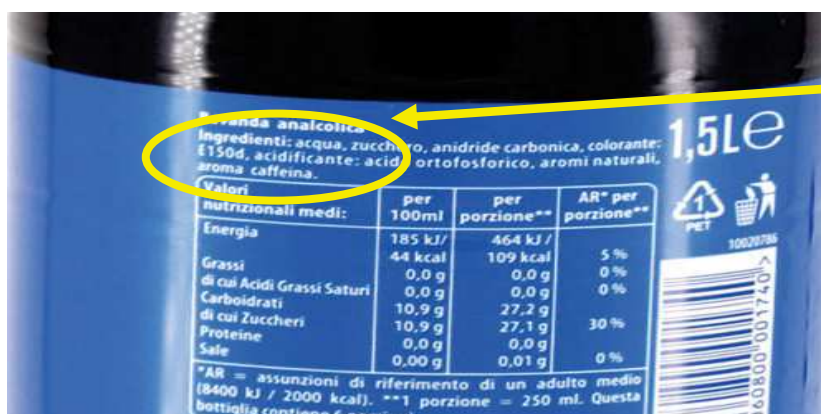 Bevanda analcolica
Ingredienti: acqua, zucchero, anidride carbonica, colorante:
E150d, acidificante: acido ortofosforico, aromi naturali,
aroma caffeina.
1,5L e
Valori nutrizionali medi: per 100ml per porzione** AR* per porzione**
Energia 185 kJ/ 464 kJ /
44 kcal 109 kcal 5 %
Grassi 0,0 g 0,0 g 0 %
di cui Acidi Grassi Saturi 0,0 g 0,0 g 0 %
Carboidrati 10,9 g 27,2 g
di cui Zuccheri 10,9 g 27,1 g 30 %
Proteine 0,0 g 0,0 g
Sale 0,00 g 0,01 g 0 %
*AR = assunzioni di riferimento di un adulto medio
(8400 kJ / 2000 kcal). **1 porzione = 250 ml. Questa
bottiglia contiene 6
1
PET
10020786
60800 001740 >